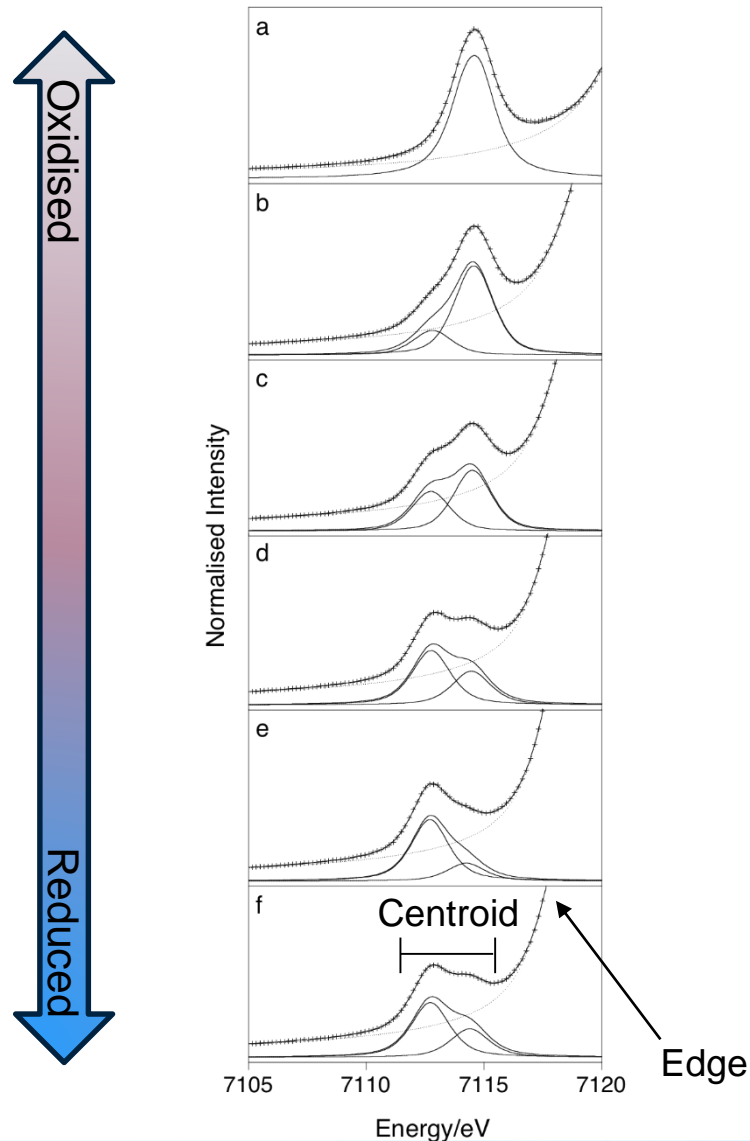 Oxidised
Reduced
Normalised Intensity
a
b
c
d
e
f
Centroid
Edge
7105
7110
7115
7120
Energy/eV